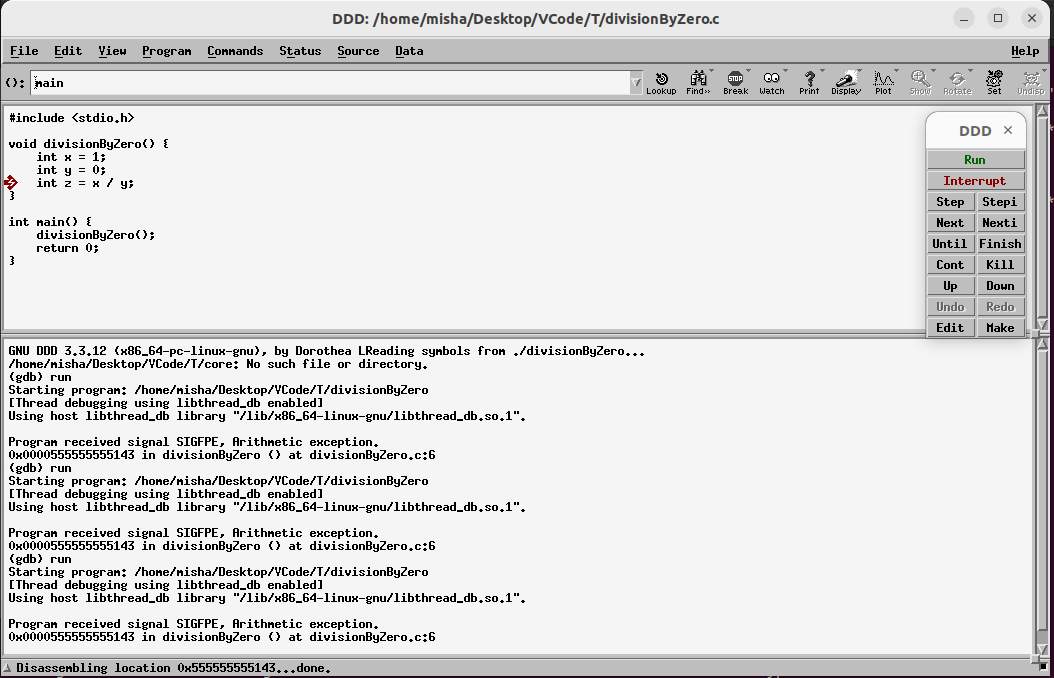 DDD: /home/misha/Desktop/VCode/T/divisionByZero.c
File Edit View Program Commands Status Source Data Help
(): main
Lookup Find>> Break Watch Print Display Plot Show Rotate Set Undisp
#include <stdio.h>
void divisionByZero() {
    int x = 1;
    int y = 0;
    int z = x / y;
}
int main() {
    divisionByZero();
    return 0;
}
DDD
Run
Interrupt
Step Stepi
Next Nexti
Until Finish
Cont Kill
Up Down
Undo Redo
Edit Make
GNU DDD 3.3.12 (x86_64-pc-linux-gnu), by Dorothea LReading symbols from ./divisionByZero...
/home/misha/Desktop/VCode/T/core: No such file or directory.
(gdb) run
Starting program: /home/misha/Desktop/VCode/T/divisionByZero
[Thread debugging using libthread_db enabled]
Using host libthread_db library "/lib/x86_64-linux-gnu/libthread_db.so.1".
Program received signal SIGFPE, Arithmetic exception.
0x0000555555555143 in divisionByZero () at divisionByZero.c:6
(gdb) run
Starting program: /home/misha/Desktop/VCode/T/divisionByZero
[Thread debugging using libthread_db enabled]
Using host libthread_db library "/lib/x86_64-linux-gnu/libthread_db.so.1".
Program received signal SIGFPE, Arithmetic exception.
0x0000555555555143 in divisionByZero () at divisionByZero.c:6
(gdb) run
Starting program: /home/misha/Desktop/VCode/T/divisionByZero
[Thread debugging using libthread_db enabled]
Using host libthread_db library "/lib/x86_64-linux-gnu/libthread_db.so.1".
Program received signal SIGFPE, Arithmetic exception.
0x0000555555555143 in divisionByZero () at divisionByZero.c:6
Disassembling location 0x555555555143...done.